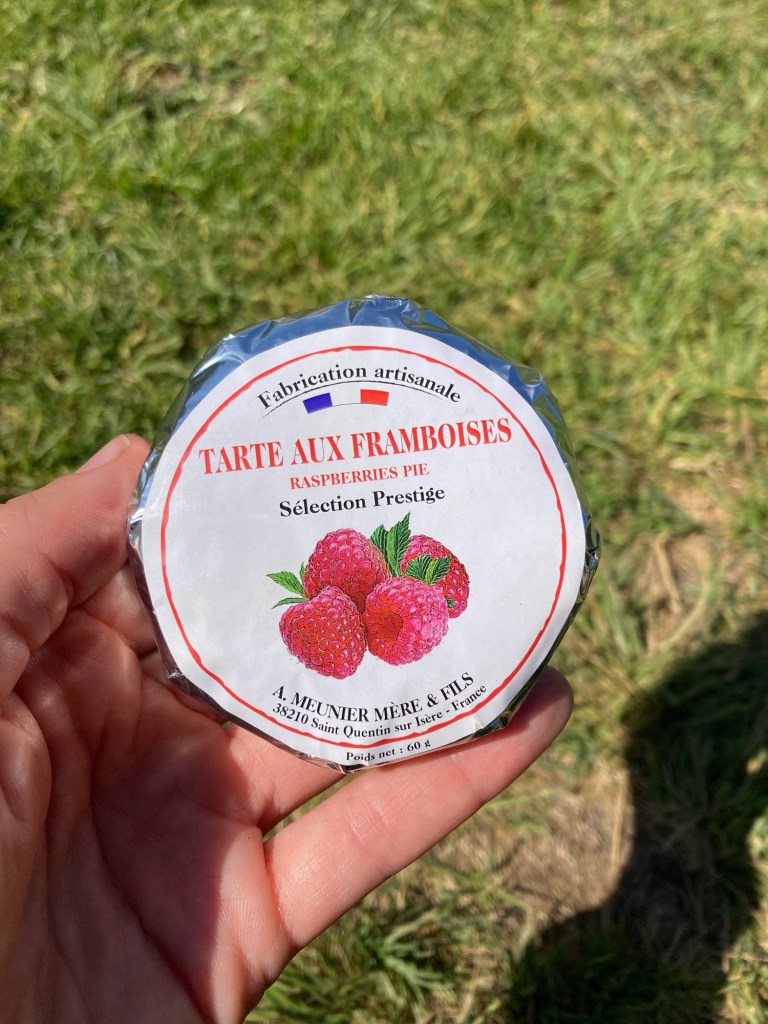 Fabrication artisanale
TARTE AUX FRAMBOISES
RASPBERRIES PIE
Sélection Prestige
A. MEUNIER MÈRE & FILS
38210 Saint Quentin sur Isère - France
Poids net : 60 g